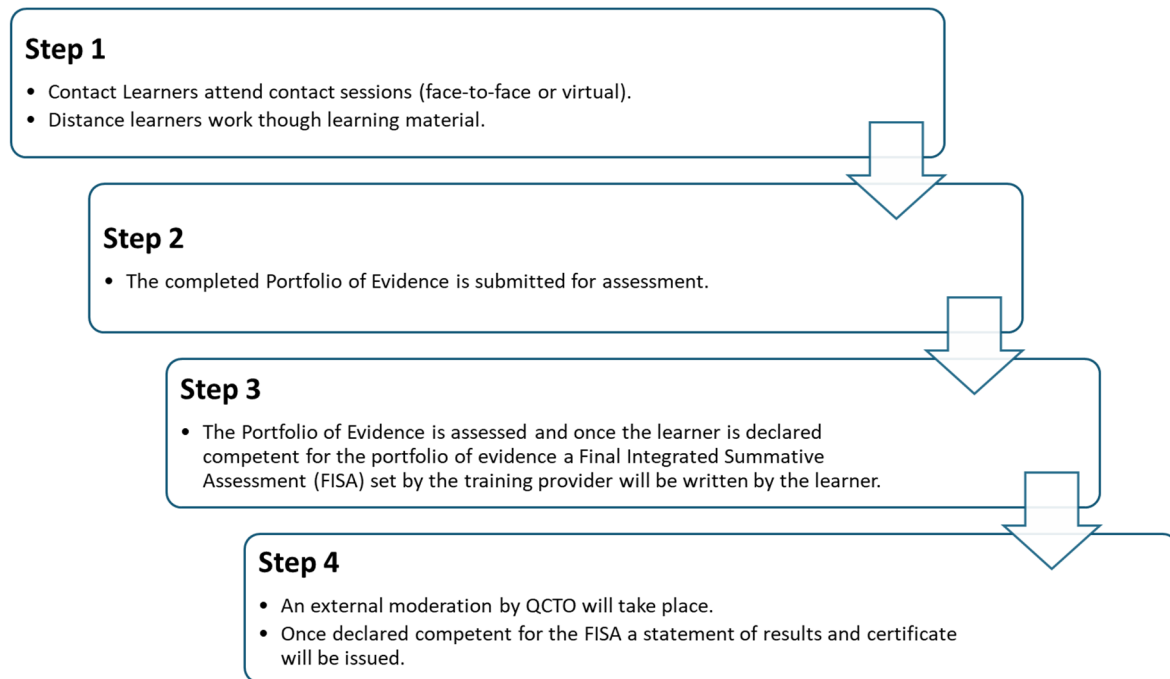 Step 1
• Contact Learners attend contact sessions (face-to-face or virtual).
• Distance learners work though learning material.
Step 2
• The completed Portfolio of Evidence is submitted for assessment.
Step 3
• The Portfolio of Evidence is assessed and once the learner is declared
competent for the portfolio of evidence a Final Integrated Summative
Assessment (FISA) set by the training provider will be written by the learner.
Step 4
• An external moderation by QCTO will take place.
• Once declared competent for the FISA a statement of results and certificate
will be issued.